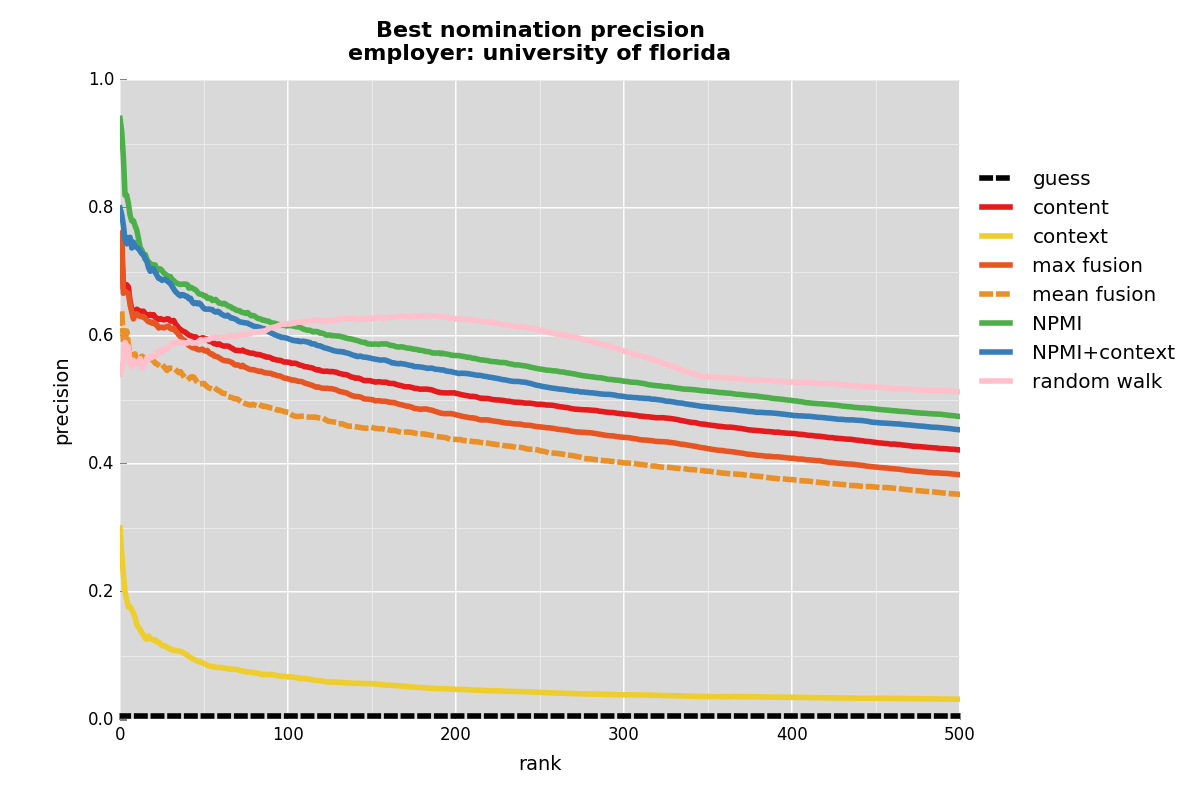 Best nomination precision
employer: university of florida
precision
1.0
0.8
0.6
0.4
0.2
0.0
0
100
200
300
400
500
rank
guess
content
context
max fusion
mean fusion
NPMI
NPMI+context
random walk